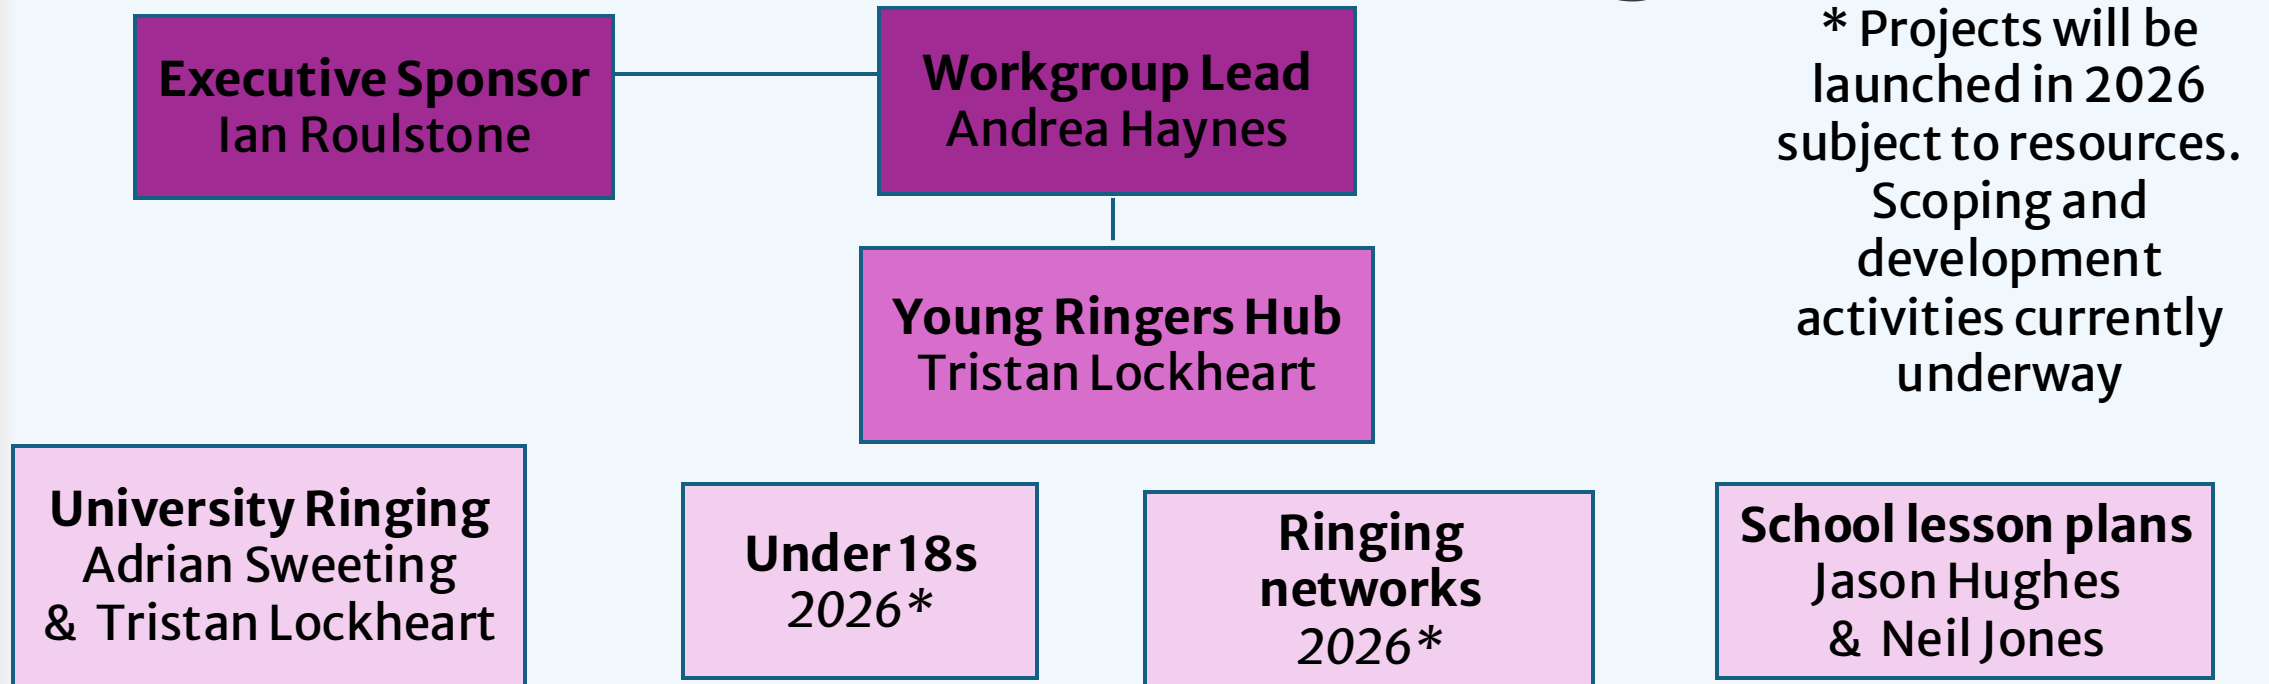 Executive Sponsor
Ian Roulstone
Workgroup Lead
Andrea Haynes
* Projects will be
launched in 2026
subject to resources.
Scoping and
development
activities currently
underway
Young Ringers Hub
Tristan Lockheart
University Ringing
Adrian Sweeting
& Tristan Lockheart
Under 18s
2026*
Ringing
networks
2026*
School lesson plans
Jason Hughes
& Neil Jones